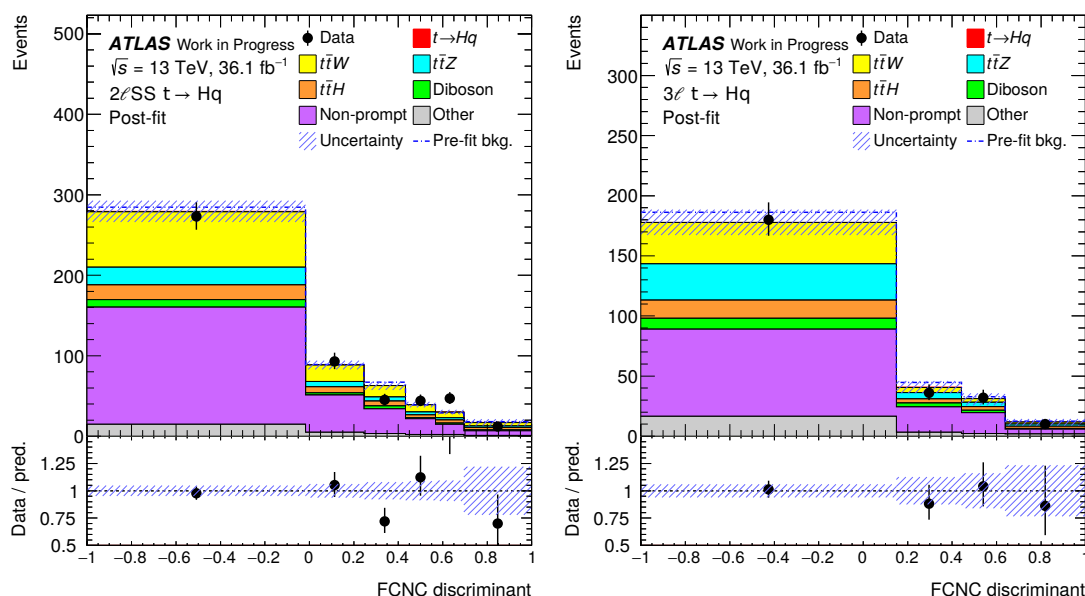 Events
500
400
300
200
100
0
ATLAS Work in Progress
√s = 13 TeV, 36.1 fb⁻¹
2ℓSS t → Hq
Post-fit
Data
t→Hq
tt̄W
tt̄Z
tt̄H
Diboson
Non-prompt
Other
Uncertainty
Pre-fit bkg.
Data / pred.
1.25
1
0.75
0.5
−1 −0.8 −0.6 −0.4 −0.2 0 0.2 0.4 0.6 0.8 1
FCNC discriminant
Events
300
250
200
150
100
50
0
ATLAS Work in Progress
√s = 13 TeV, 36.1 fb⁻¹
3ℓ t → Hq
Post-fit
Data
t→Hq
tt̄W
tt̄Z
tt̄H
Diboson
Non-prompt
Other
Uncertainty
Pre-fit bkg.
Data / pred.
1.25
1
0.75
0.5
−1 −0.8 −0.6 −0.4 −0.2 0 0.2 0.4 0.6 0.8 1
FCNC discriminant